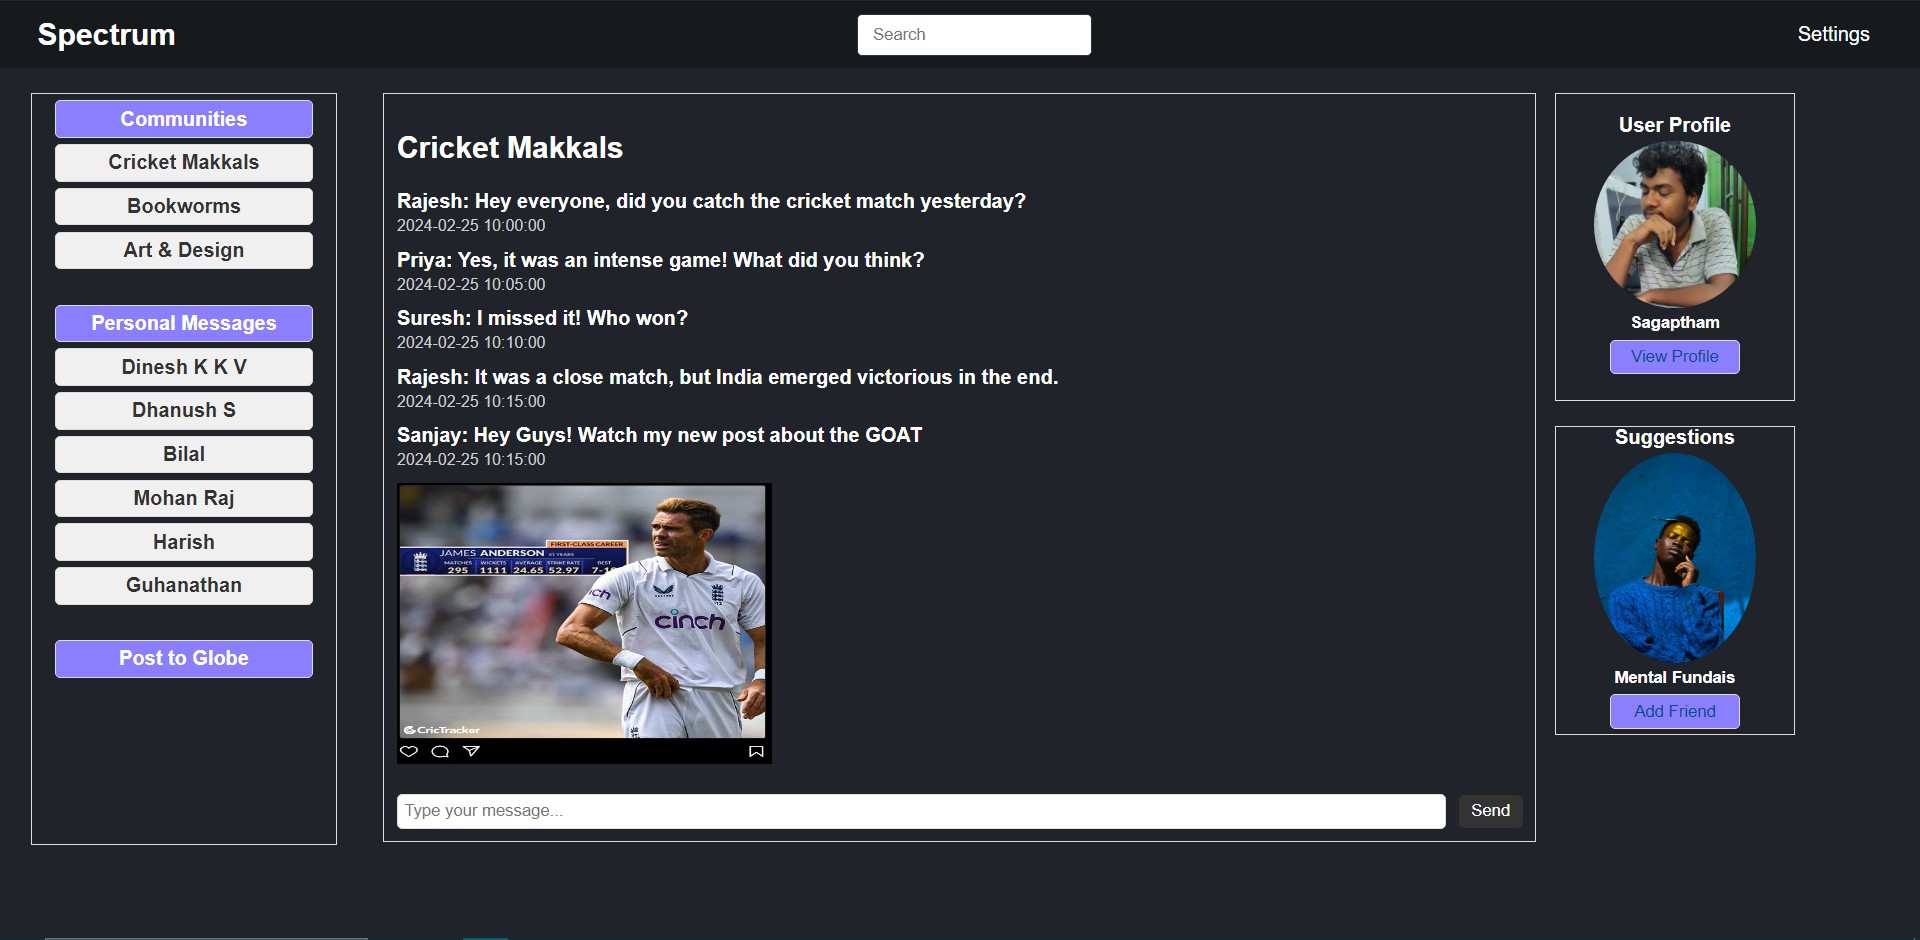 Spectrum
Search
Settings
Communities
Cricket Makkals
Bookworms
Art & Design
Personal Messages
Dinesh K K V
Dhanush S
Bilal
Mohan Raj
Harish
Guhanathan
Post to Globe
Cricket Makkals
Rajesh: Hey everyone, did you catch the cricket match yesterday?
2024-02-25 10:00:00
Priya: Yes, it was an intense game! What did you think?
2024-02-25 10:05:00
Suresh: I missed it! Who won?
2024-02-25 10:10:00
Rajesh: It was a close match, but India emerged victorious in the end.
2024-02-25 10:15:00
Sanjay: Hey Guys! Watch my new post about the GOAT
2024-02-25 10:15:00
FIRST-CLASS CAREER
JAMES ANDERSON 41 YEARS
MATCHES WICKETS AVERAGE STRIKE RATE BEST
295 1111 24.65 52.97
cinch
CricTracker
Type your message...
Send
User Profile
Sagaptham
View Profile
Suggestions
Mental Fundais
Add Friend